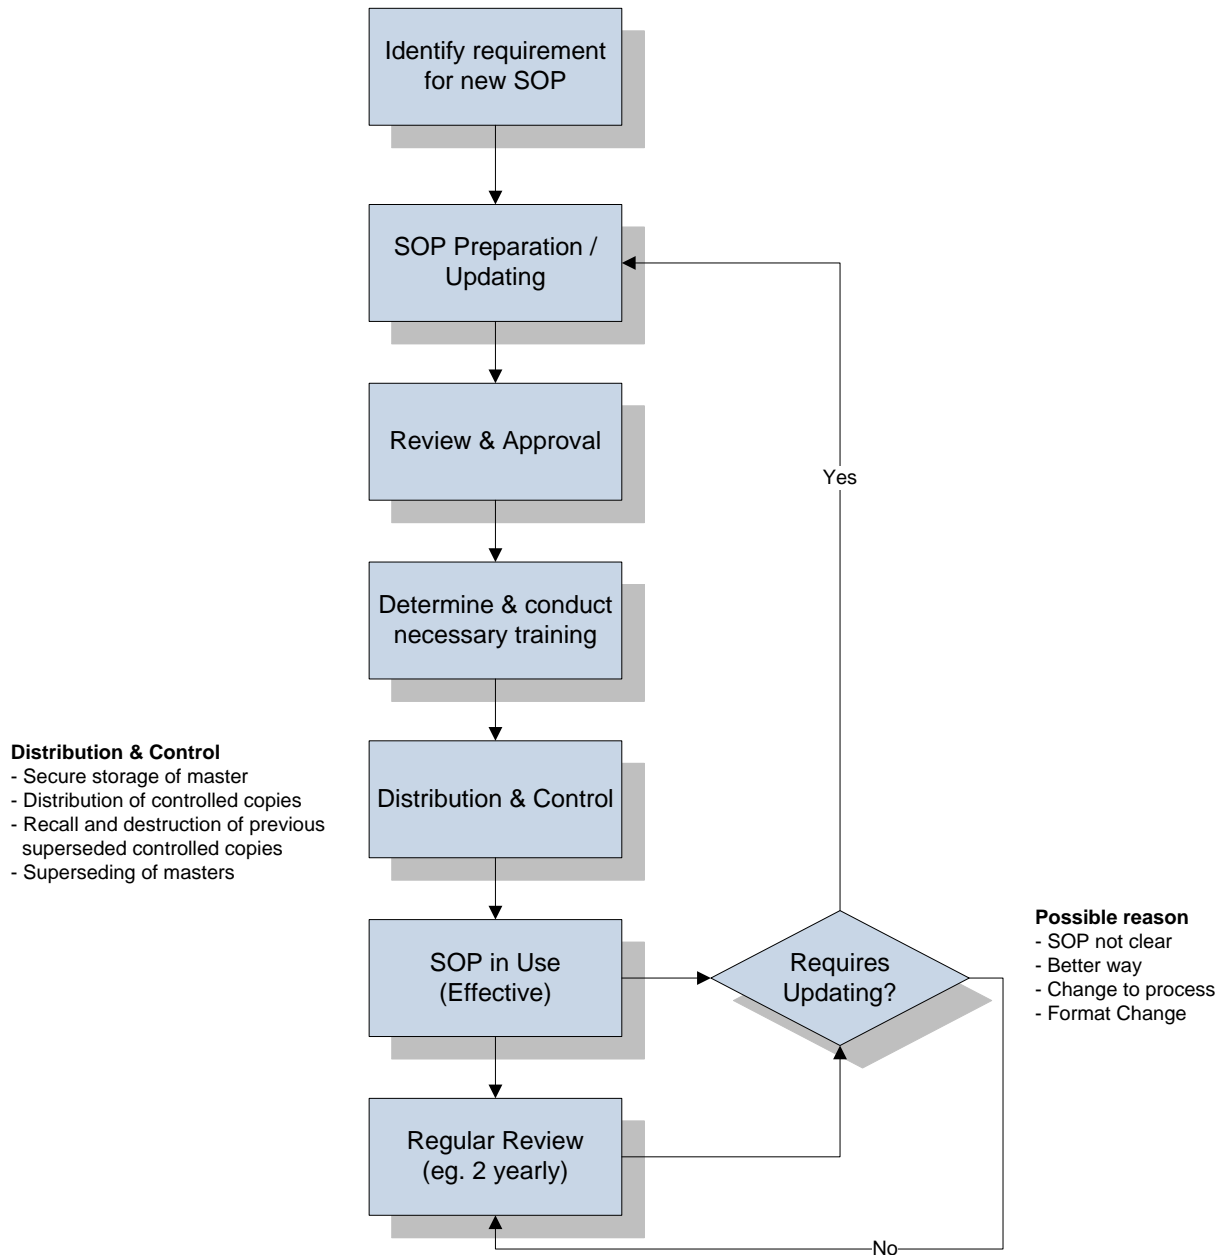 Identify requirement
for new SOP
SOP Preparation /
Updating
Review & Approval
Yes
Determine & conduct
necessary training
Distribution & Control
- Secure storage of master
- Distribution of controlled copies
- Recall and destruction of previous
superseded controlled copies
- Superseding of masters
Distribution & Control
SOP in Use
(Effective)
Requires
Updating?
Possible reason
- SOP not clear
- Better way
- Change to process
- Format Change
Regular Review
(eg. 2 yearly)
No